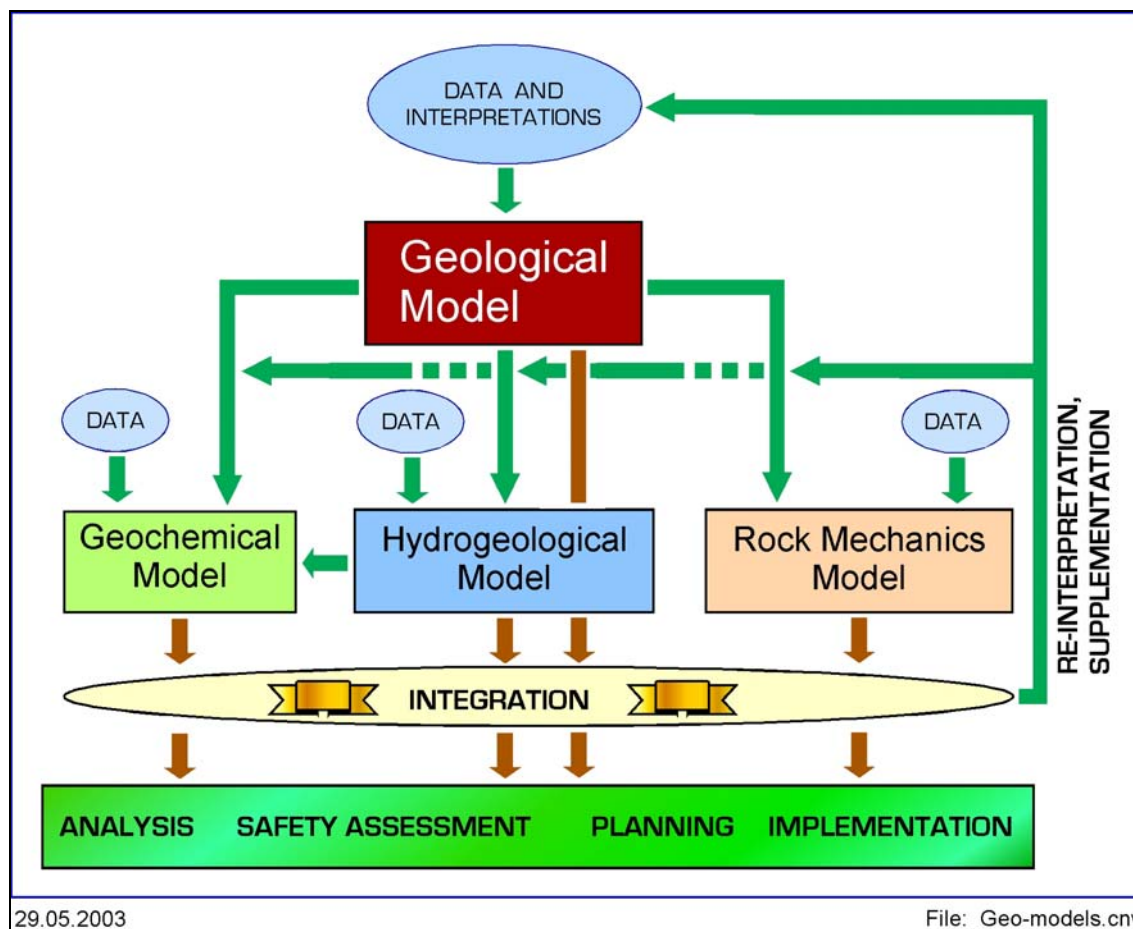 DATA AND
INTERPRETATIONS
Geological
Model
DATA
DATA
DATA
Geochemical
Model
Hydrogeological
Model
Rock Mechanics
Model
RE-INTERPRETATION,
SUPPLEMENTATION
INTEGRATION
ANALYSIS SAFETY ASSESSMENT PLANNING IMPLEMENTATION
29.05.2003
File: Geo-models.cnv